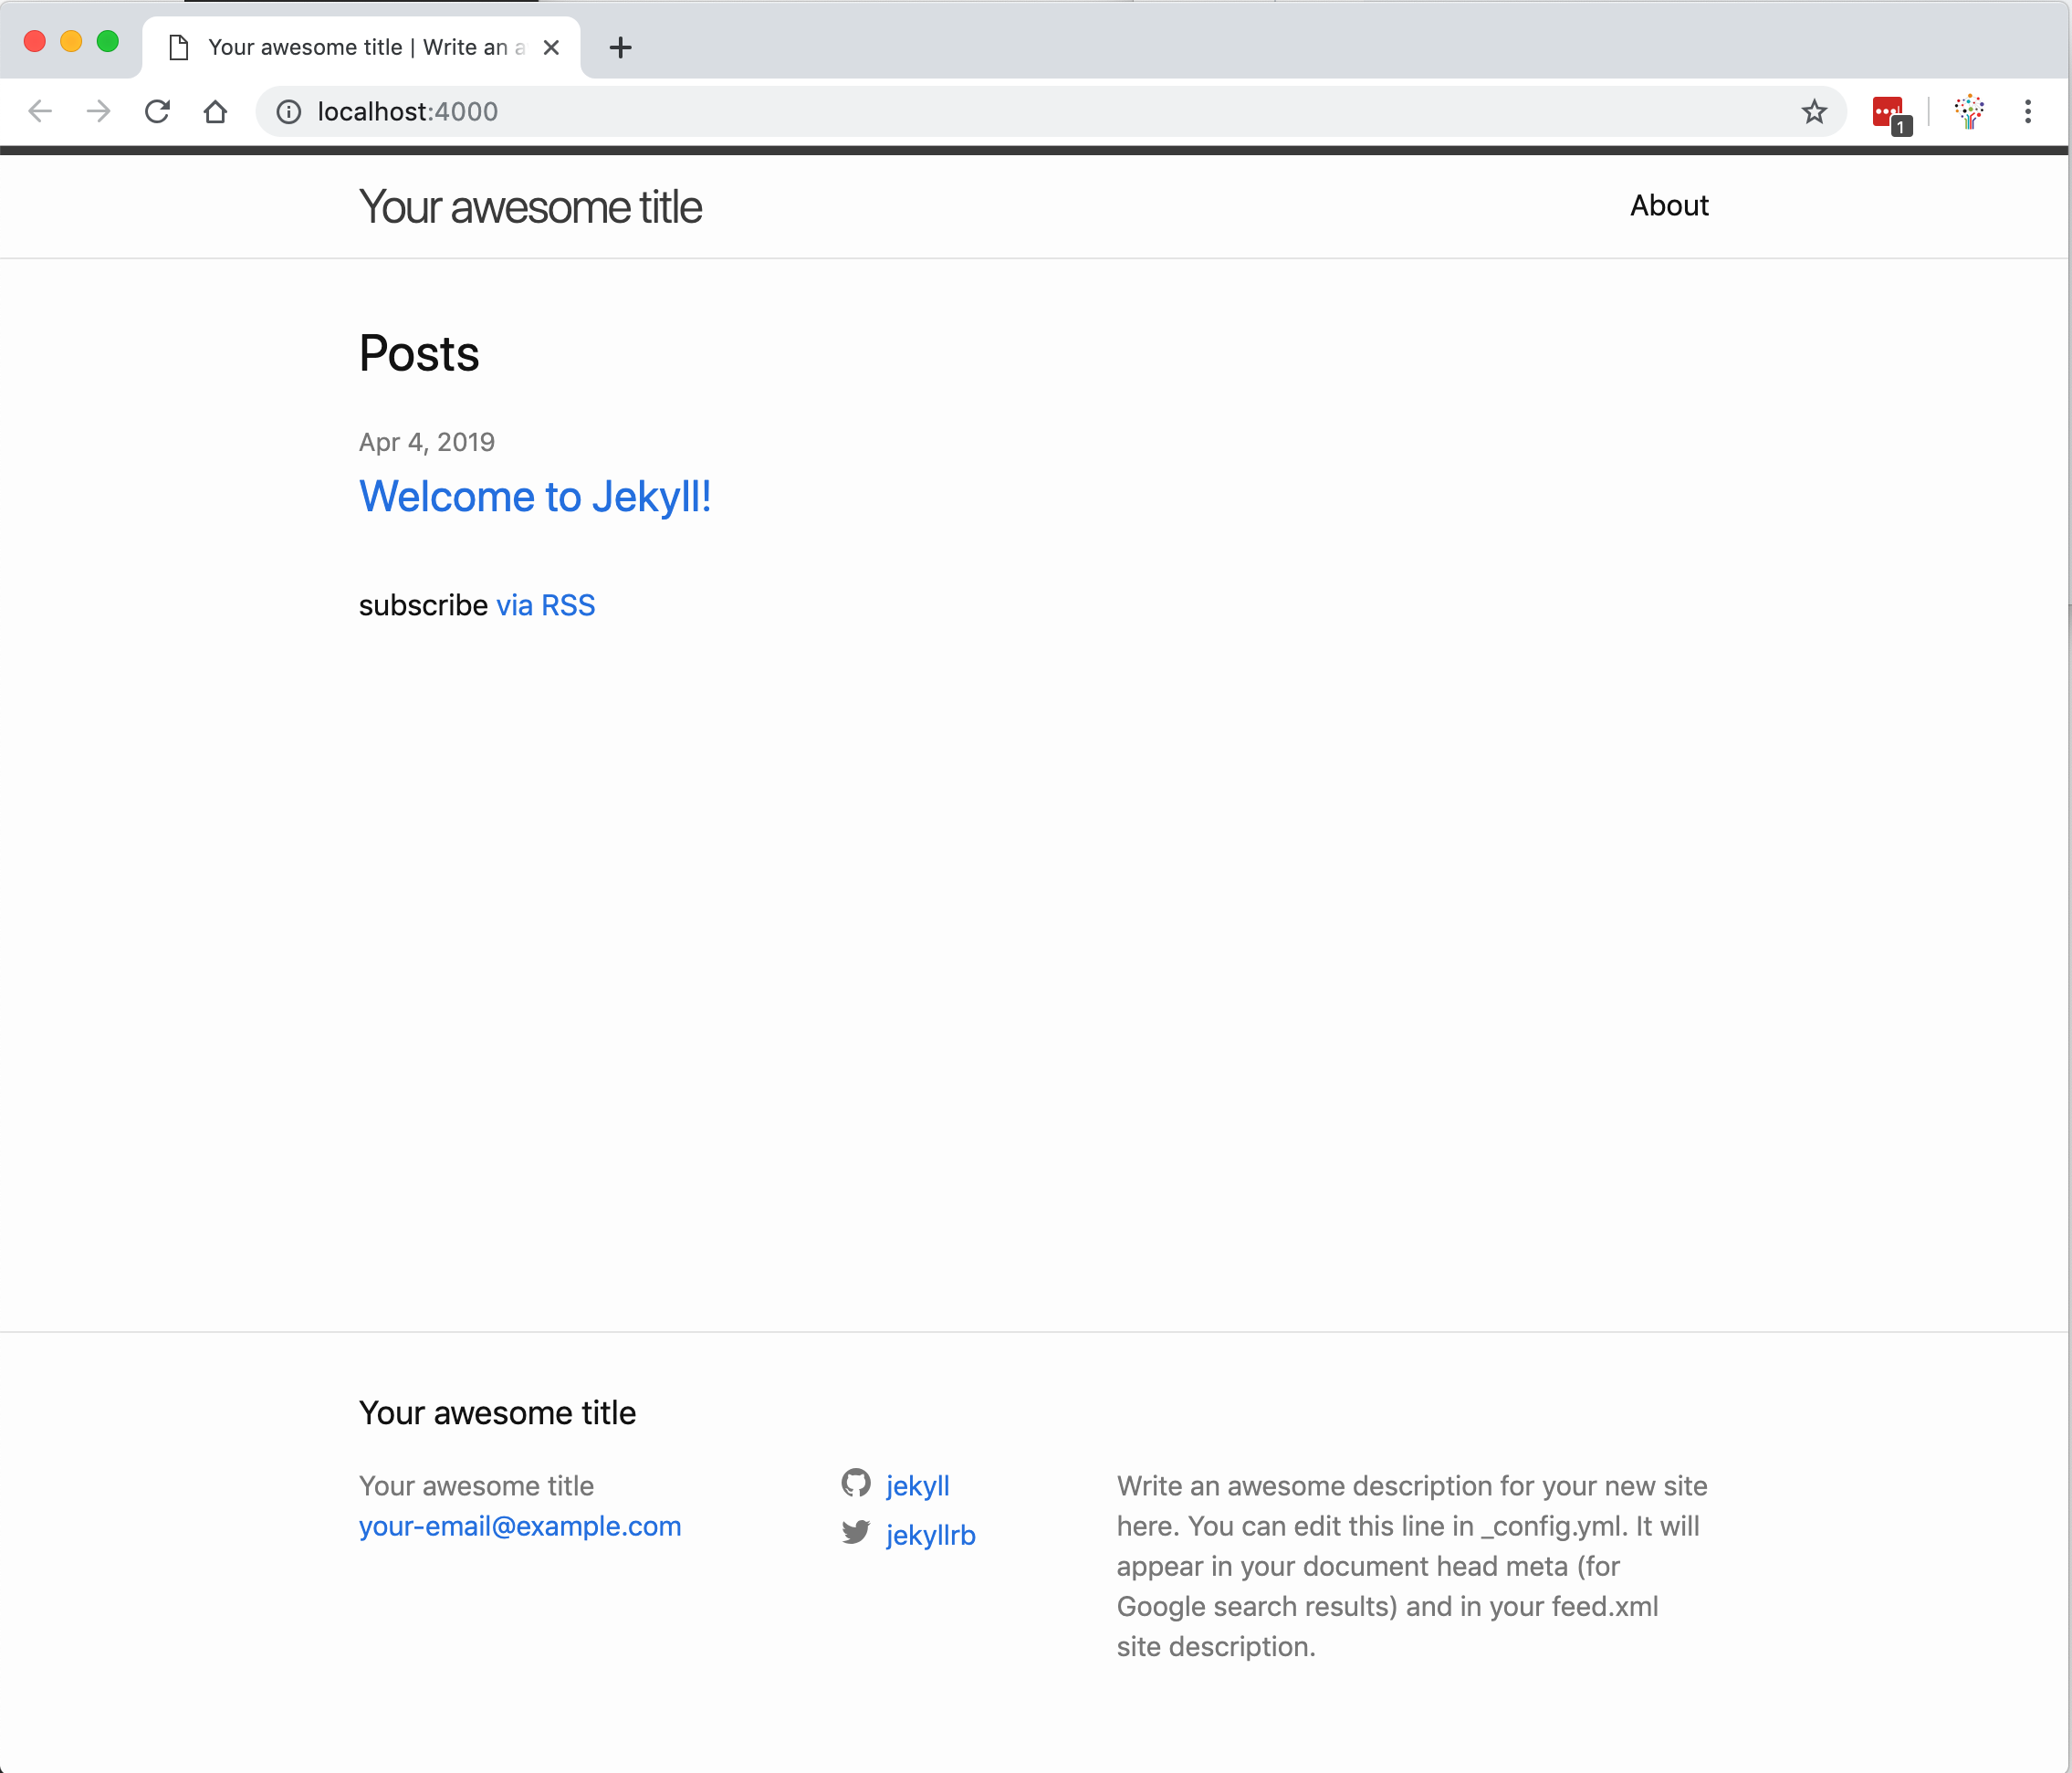 Your awesome title | Write an a
localhost:4000
1
Your awesome title
About
Posts
Apr 4, 2019
Welcome to Jekyll!
subscribe via RSS
Your awesome title
Your awesome title
your-email@example.com
jekyll
jekyllrb
Write an awesome description for your new site
here. You can edit this line in _config.yml. It will
appear in your document head meta (for
Google search results) and in your feed.xml
site description.